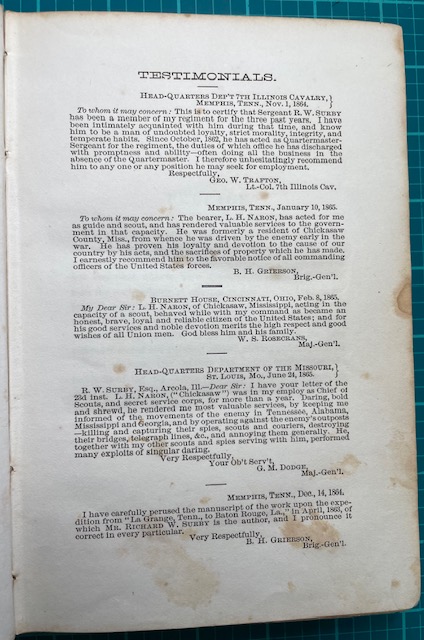 TESTIMONIALS.
HEAD-QUARTERS DEP'T 7TH ILLINOIS CAVALRY, }
MEMPHIS, TENN., NOV. 1, 1864. }
To whom it may concern: This is to certify that Sergeant R. W. SURBY
has been a member of my regiment for the three past years. I have
been intimately acquainted with him during that time, and know
him to be a man of undoubted loyalty, strict morality, integrity, and
temperate habits. Since October, 1862, he has acted as Quartermaster-
Sergeant for the regiment, the duties of which office he has discharged
with promptness and ability—often doing all the business in the
absence of the Quartermaster. I therefore unhesitatingly recommend
him to any one or any position he may seek for employment.
Respectfully,
GEO. W. TRAFTON,
Lt.-Col. 7th Illinois Cav.
MEMPHIS, TENN., January 10, 1865.
To whom it may concern: The bearer, L. H. NARON, has acted for me
as guide and scout, and has rendered valuable services to the govern-
ment in that capacity. He was formerly a resident of Chickasaw
County, Miss., from whence he was driven by the enemy early in the
war. He has proven his loyalty and devotion to the cause of our
country by his acts, and the sacrifices of property which he has made.
I earnestly recommend him to the favorable notice of all commanding
officers of the United States forces.
B. H. GRIERSON,
Brig-Gen'l.
BURNETT HOUSE, CINCINNATI, OHIO, Feb. 8, 1865.
My Dear Sir: L. H. NARON, of Chickasaw, Mississippi, acting in the
capacity of a scout, behaved while with my command as became an
honest, brave, loyal and reliable citizen of the United States; and for
his good services and noble devotion merits the high respect and good
wishes of all Union men. God bless him and his family.
W. S. ROSECRANS,
Maj-Gen'l.
HEAD-QUARTERS DEPARTMENT OF THE MISSOURI, }
ST. LOUIS, MO., June 24, 1865. }
R. W. SURBY, ESQ., Arcola, Ill.—Dear Sir: I have your letter of the
23d inst. L. H. NARON, ("Chickasaw") was in my employ as Chief of
Scouts, and secret service corps, for more than a year. Daring, bold
and shrewd, he rendered me most valuable services, by keeping me
informed of the movements of the enemy in Tennessee, Alabama,
Mississippi and Georgia, and by operating against the enemy's outposts
—killing and capturing their spies, scouts and couriers, destroying
their bridges, telegraph lines, &c., and annoying them generally. He,
together with my other scouts and spies serving with him, performed
many exploits of singular daring.
Very Respectfully,
Your Ob't Serv't,
G. M. DODGE,
Maj.-Gen'l.
MEMPHIS, TENN., Dec. 14, 1864.
I have carefully perused the manuscript of the work upon the expe-
dition from "La Grange, Tenn., to Baton Rouge, La.," in April, 1863, of
which MR. RICHARD W. SURBY is the author, and I pronounce it
correct in every particular.
Very Respectfully,
B. H. GRIERSON,
Brig-Gen'l.